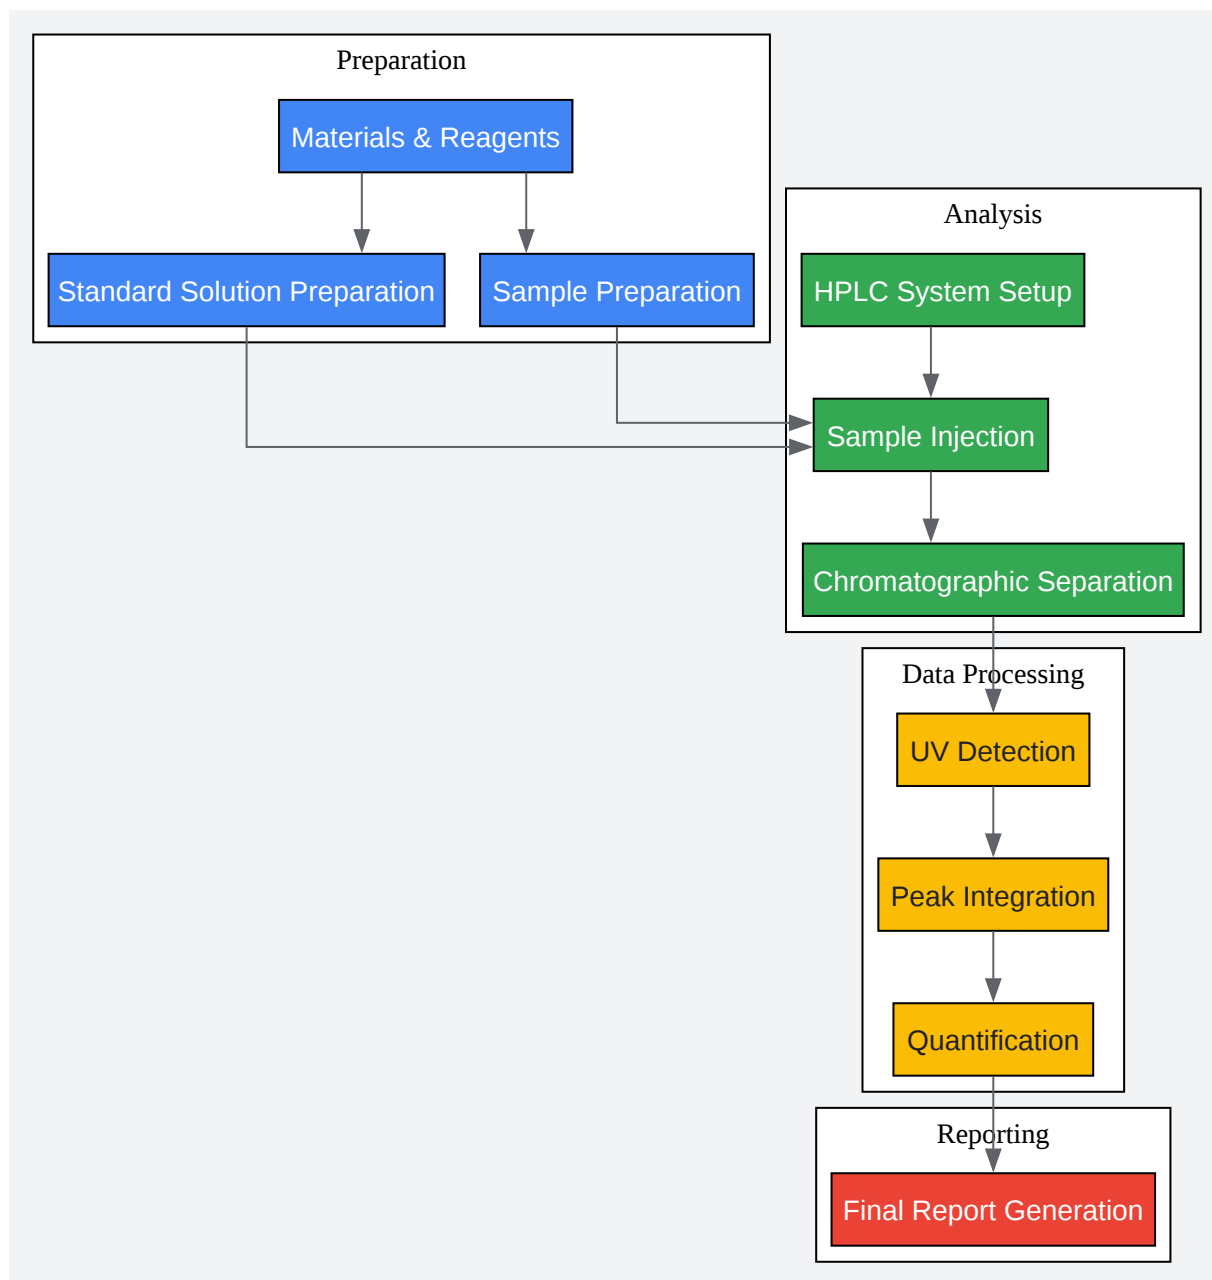 Preparation
Materials & Reagents
Standard Solution Preparation
Sample Preparation
Analysis
HPLC System Setup
Sample Injection
Chromatographic Separation
Data Processing
UV Detection
Peak Integration
Quantification
Reporting
Final Report Generation